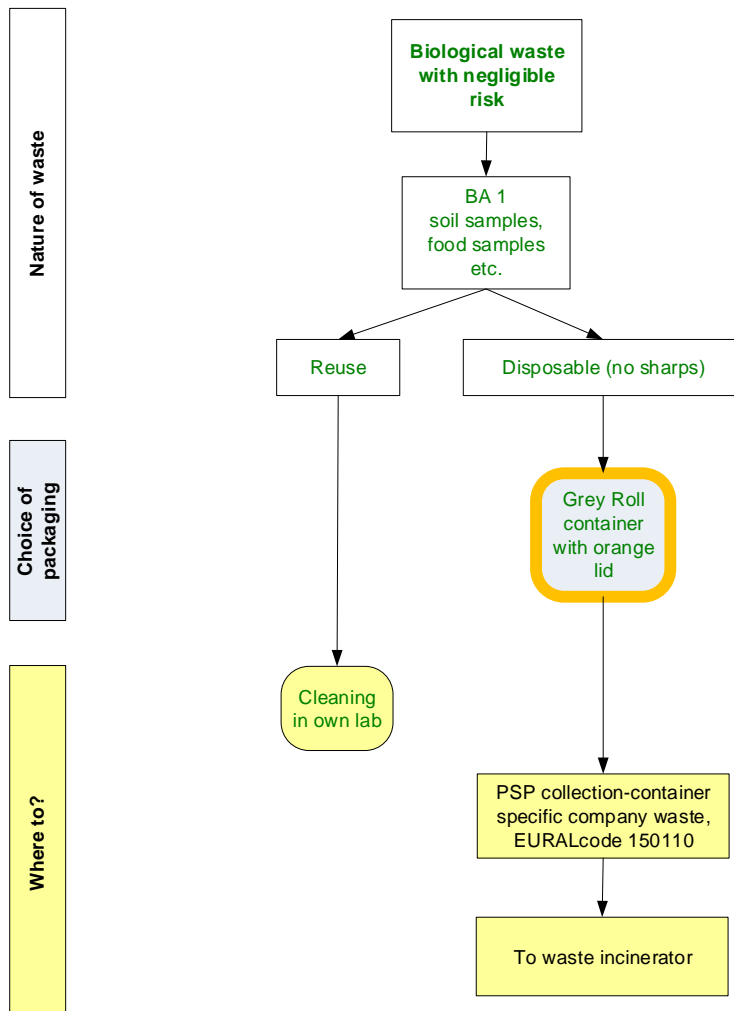 Nature of waste
Biological waste
with negligible
risk
BA 1
soil samples,
food samples
etc.
Reuse
Disposable (no sharps)
Choice of
packaging
Grey Roll
container
with orange
lid
Where to?
Cleaning
in own lab
PSP collection-container
specific company waste,
EURALcode 150110
To waste incinerator